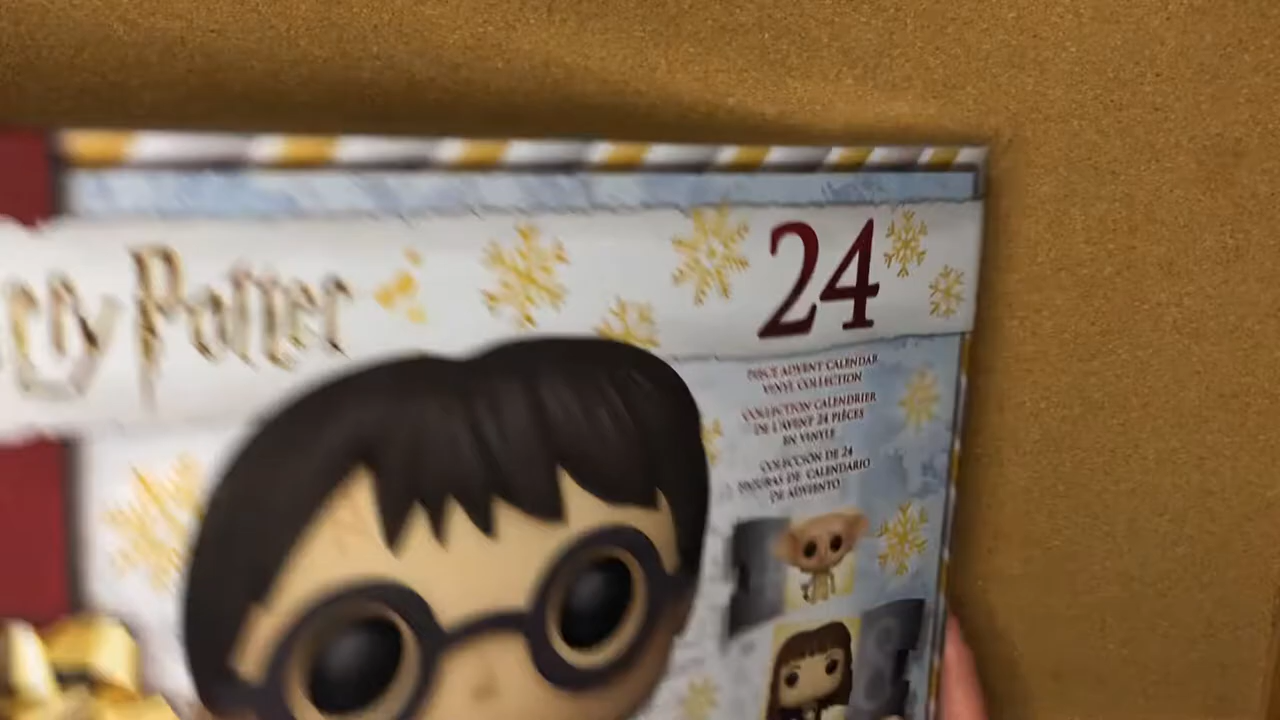 rry Potter
24
PIECE ADVENT CALENDAR
VINYL COLLECTION
COLLECTION CALENDRIER
DE L'AVENT 24 PIÈCES
EN VINYLE
COLECCIÓN DE 24
FIGURAS DE CALENDARIO
DE ADVIENTO